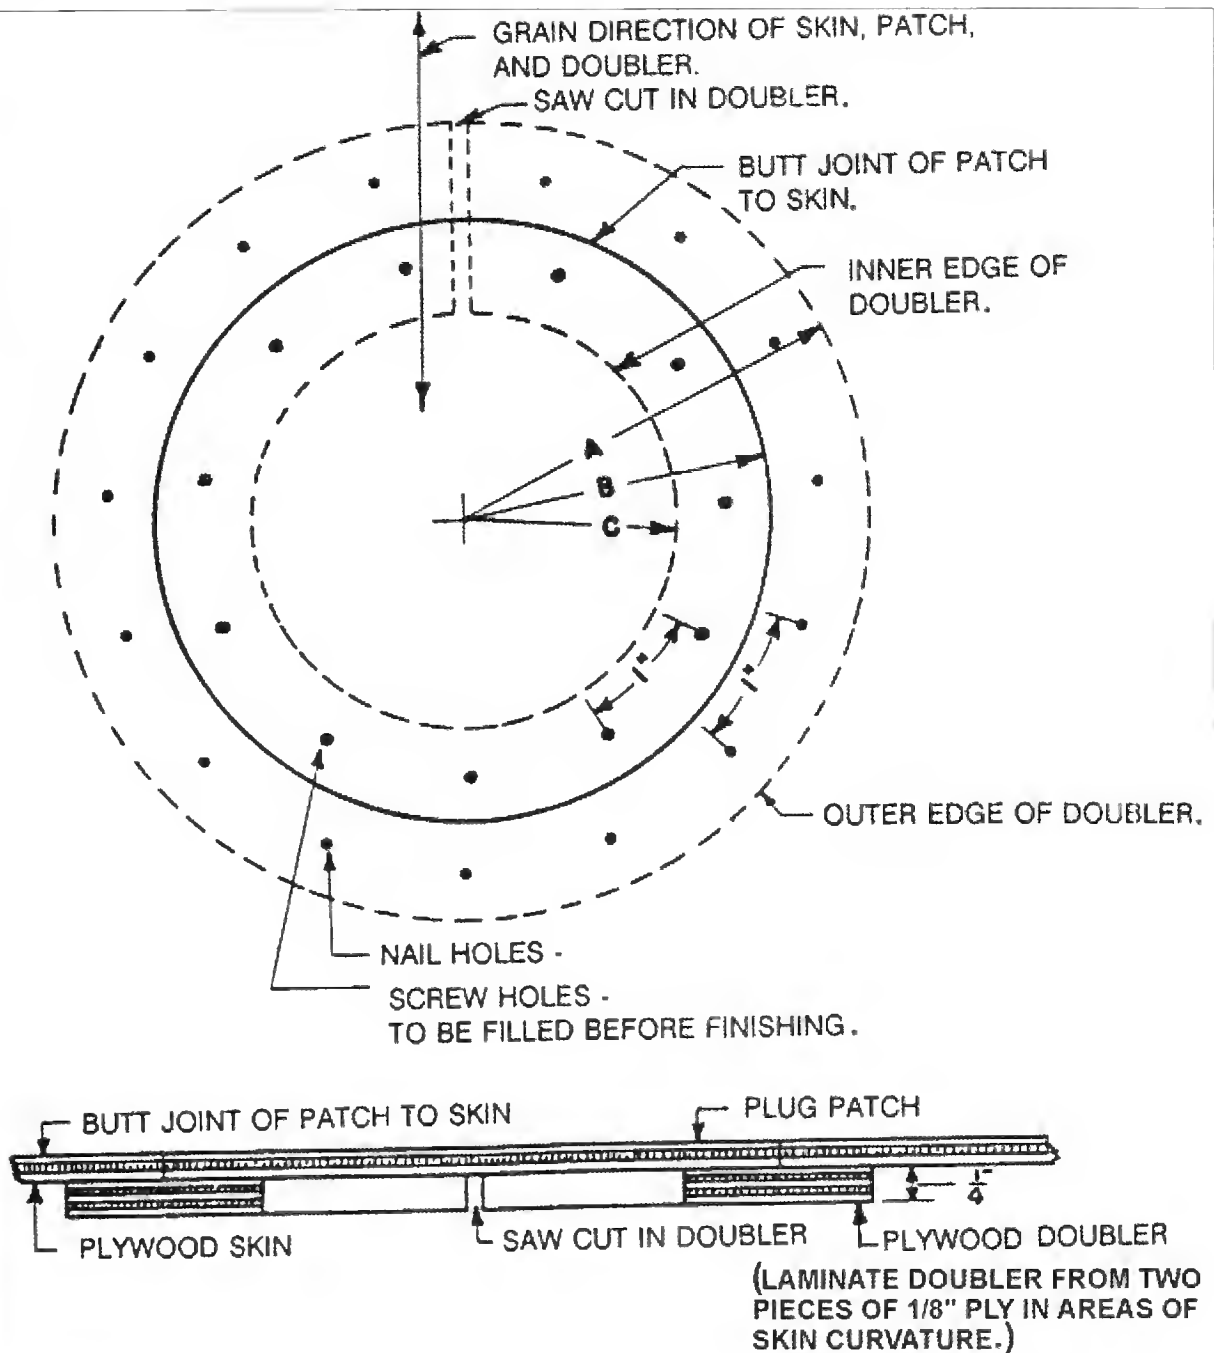 GRAIN DIRECTION OF SKIN, PATCH,
AND DOUBLER.
SAW CUT IN DOUBLER.
BUTT JOINT OF PATCH
TO SKIN.
INNER EDGE OF
DOUBLER.
A
B
C
1"
1"
OUTER EDGE OF DOUBLER.
NAIL HOLES -
SCREW HOLES -
TO BE FILLED BEFORE FINISHING.
BUTT JOINT OF PATCH TO SKIN
PLUG PATCH
1"/4
PLYWOOD SKIN
SAW CUT IN DOUBLER
PLYWOOD DOUBLER
(LAMINATE DOUBLER FROM TWO
PIECES OF 1/8" PLY IN AREAS OF
SKIN CURVATURE.)